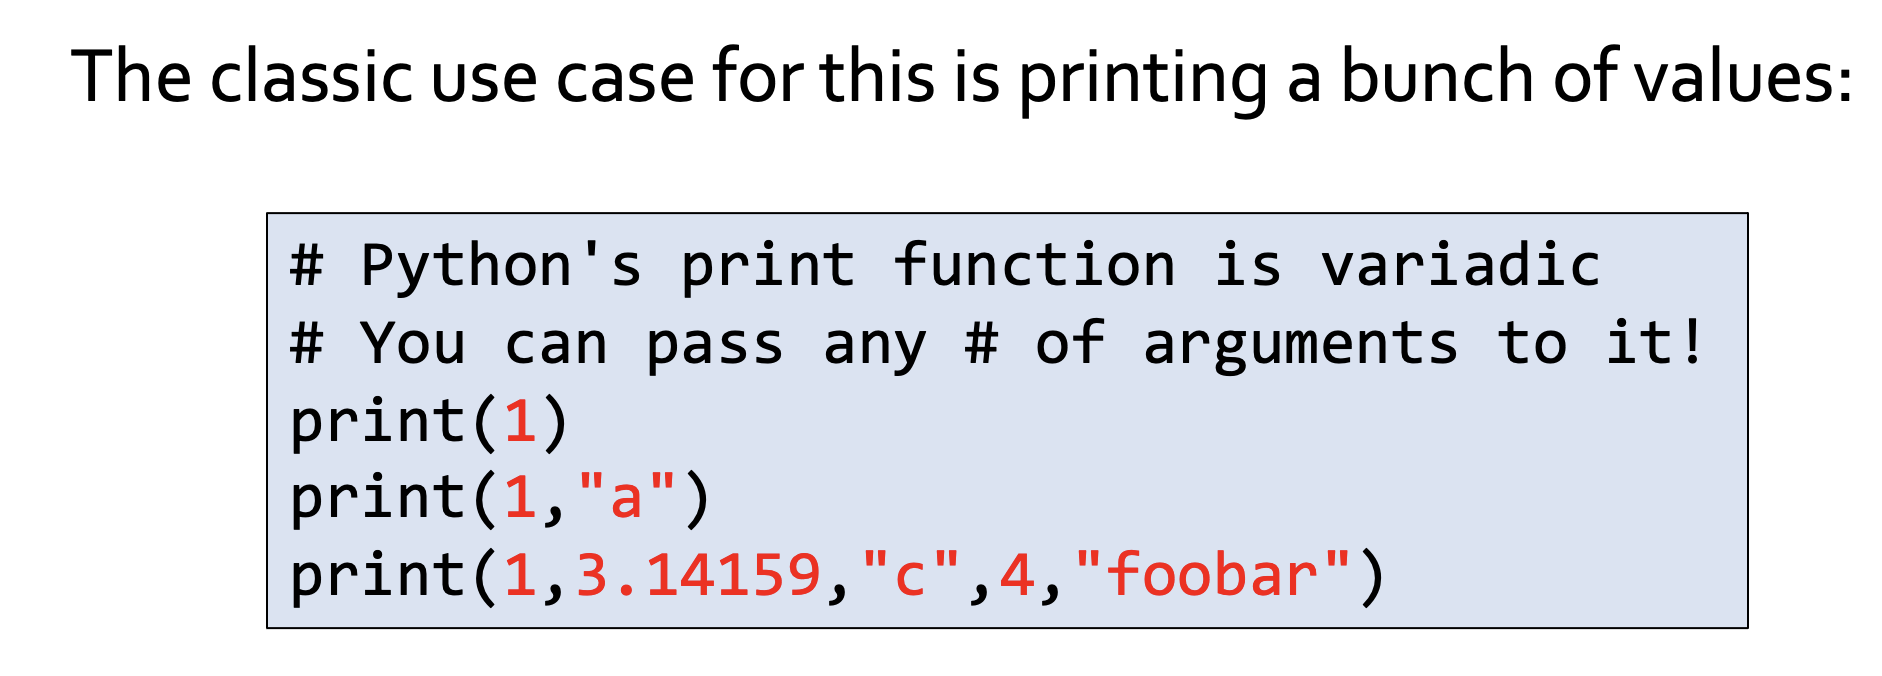 The classic use case for this is printing a bunch of values:
# Python's print function is variadic
# You can pass any # of arguments to it!
print(1)
print(1,"a")
print(1,3.14159,"c",4,"foobar")